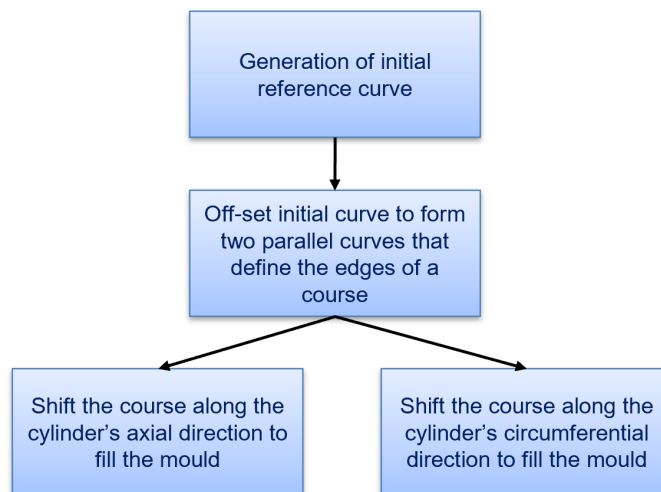 Generation of initial
reference curve
Off-set initial curve to form
two parallel curves that
define the edges of a
course
Shift the course along the
cylinder’s axial direction to
fill the mould
Shift the course along the
cylinder’s circumferential
direction to fill the mould